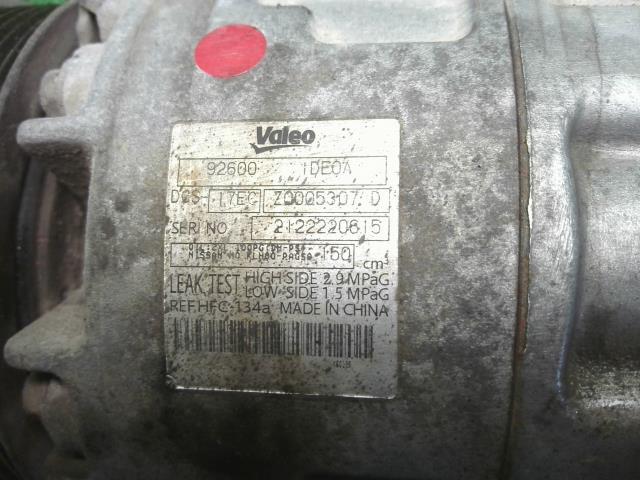 Valeo
92600 1DE0A
DCS-17EC Z0005307 D
SERI NO 2122220615
150 cm³
LEAK TEST HIGH SIDE 2.9 MPaG
LOW-SIDE 1.5 MPaG
REF.HFC-134a MADE IN CHINA